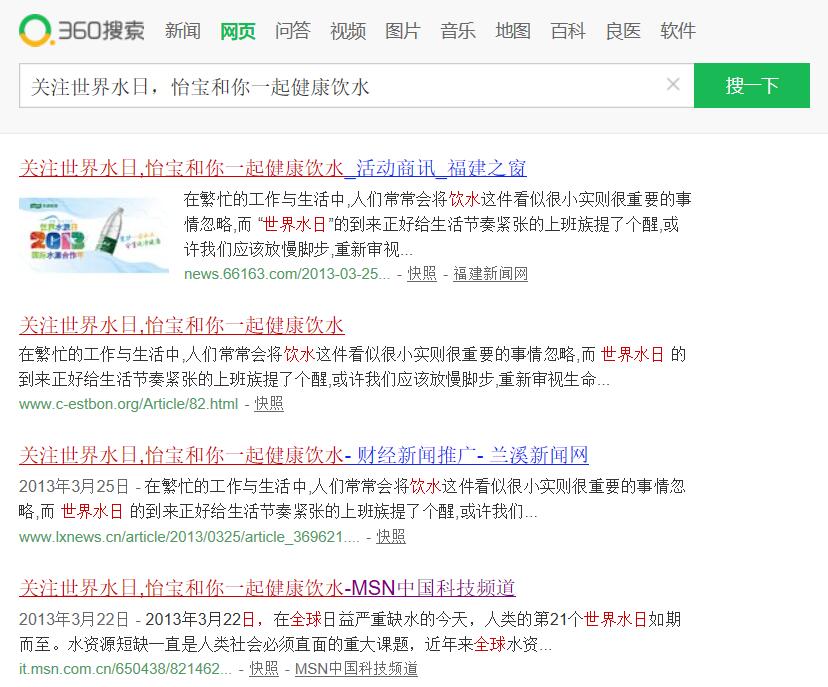 360搜索 新闻 网页 问答 视频 图片 音乐 地图 百科 良医 软件
关注世界水日，怡宝和你一起健康饮水 搜一下
关注世界水日,怡宝和你一起健康饮水_活动商讯_福建之窗
世界水资源
2013
国际水源合作年
在繁忙的工作与生活中,人们常常会将饮水这件看似很小实则很重要的事
情忽略,而 “世界水日”的到来正好给生活节奏紧张的上班族提了个醒,或
许我们应该放慢脚步,重新审视...
news.66163.com/2013-03-25... - 快照 - 福建新闻网
关注世界水日,怡宝和你一起健康饮水
在繁忙的工作与生活中,人们常常会将饮水这件看似很小实则很重要的事情忽略,而 世界水日 的
到来正好给生活节奏紧张的上班族提了个醒,或许我们应该放慢脚步,重新审视生命...
www.c-estbon.org/Article/82.html - 快照
关注世界水日,怡宝和你一起健康饮水- 财经新闻推广- 兰溪新闻网
2013年3月25日 - 在繁忙的工作与生活中,人们常常会将饮水这件看似很小实则很重要的事情忽
略,而 世界水日 的到来正好给生活节奏紧张的上班族提了个醒,或许我们...
www.lxnews.cn/article/2013/0325/article_369621.... - 快照
关注世界水日,怡宝和你一起健康饮水-MSN中国科技频道
2013年3月22日 - 2013年3月22日，在全球日益严重缺水的今天，人类的第21个世界水日如期
而至。水资源短缺一直是人类社会必须直面的重大课题，近年来全球水资...
it.msn.com.cn/650438/821462... - 快照 - MSN中国科技频道